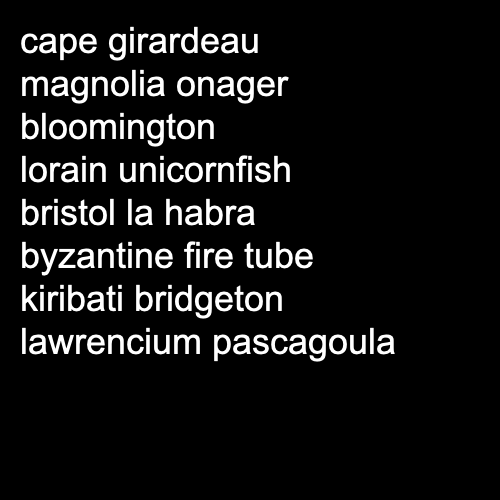 cape girardeau
magnolia onager
bloomington
lorain unicornfish
bristol la habra
byzantine fire tube
kiribati bridgeton
lawrencium pascagoula